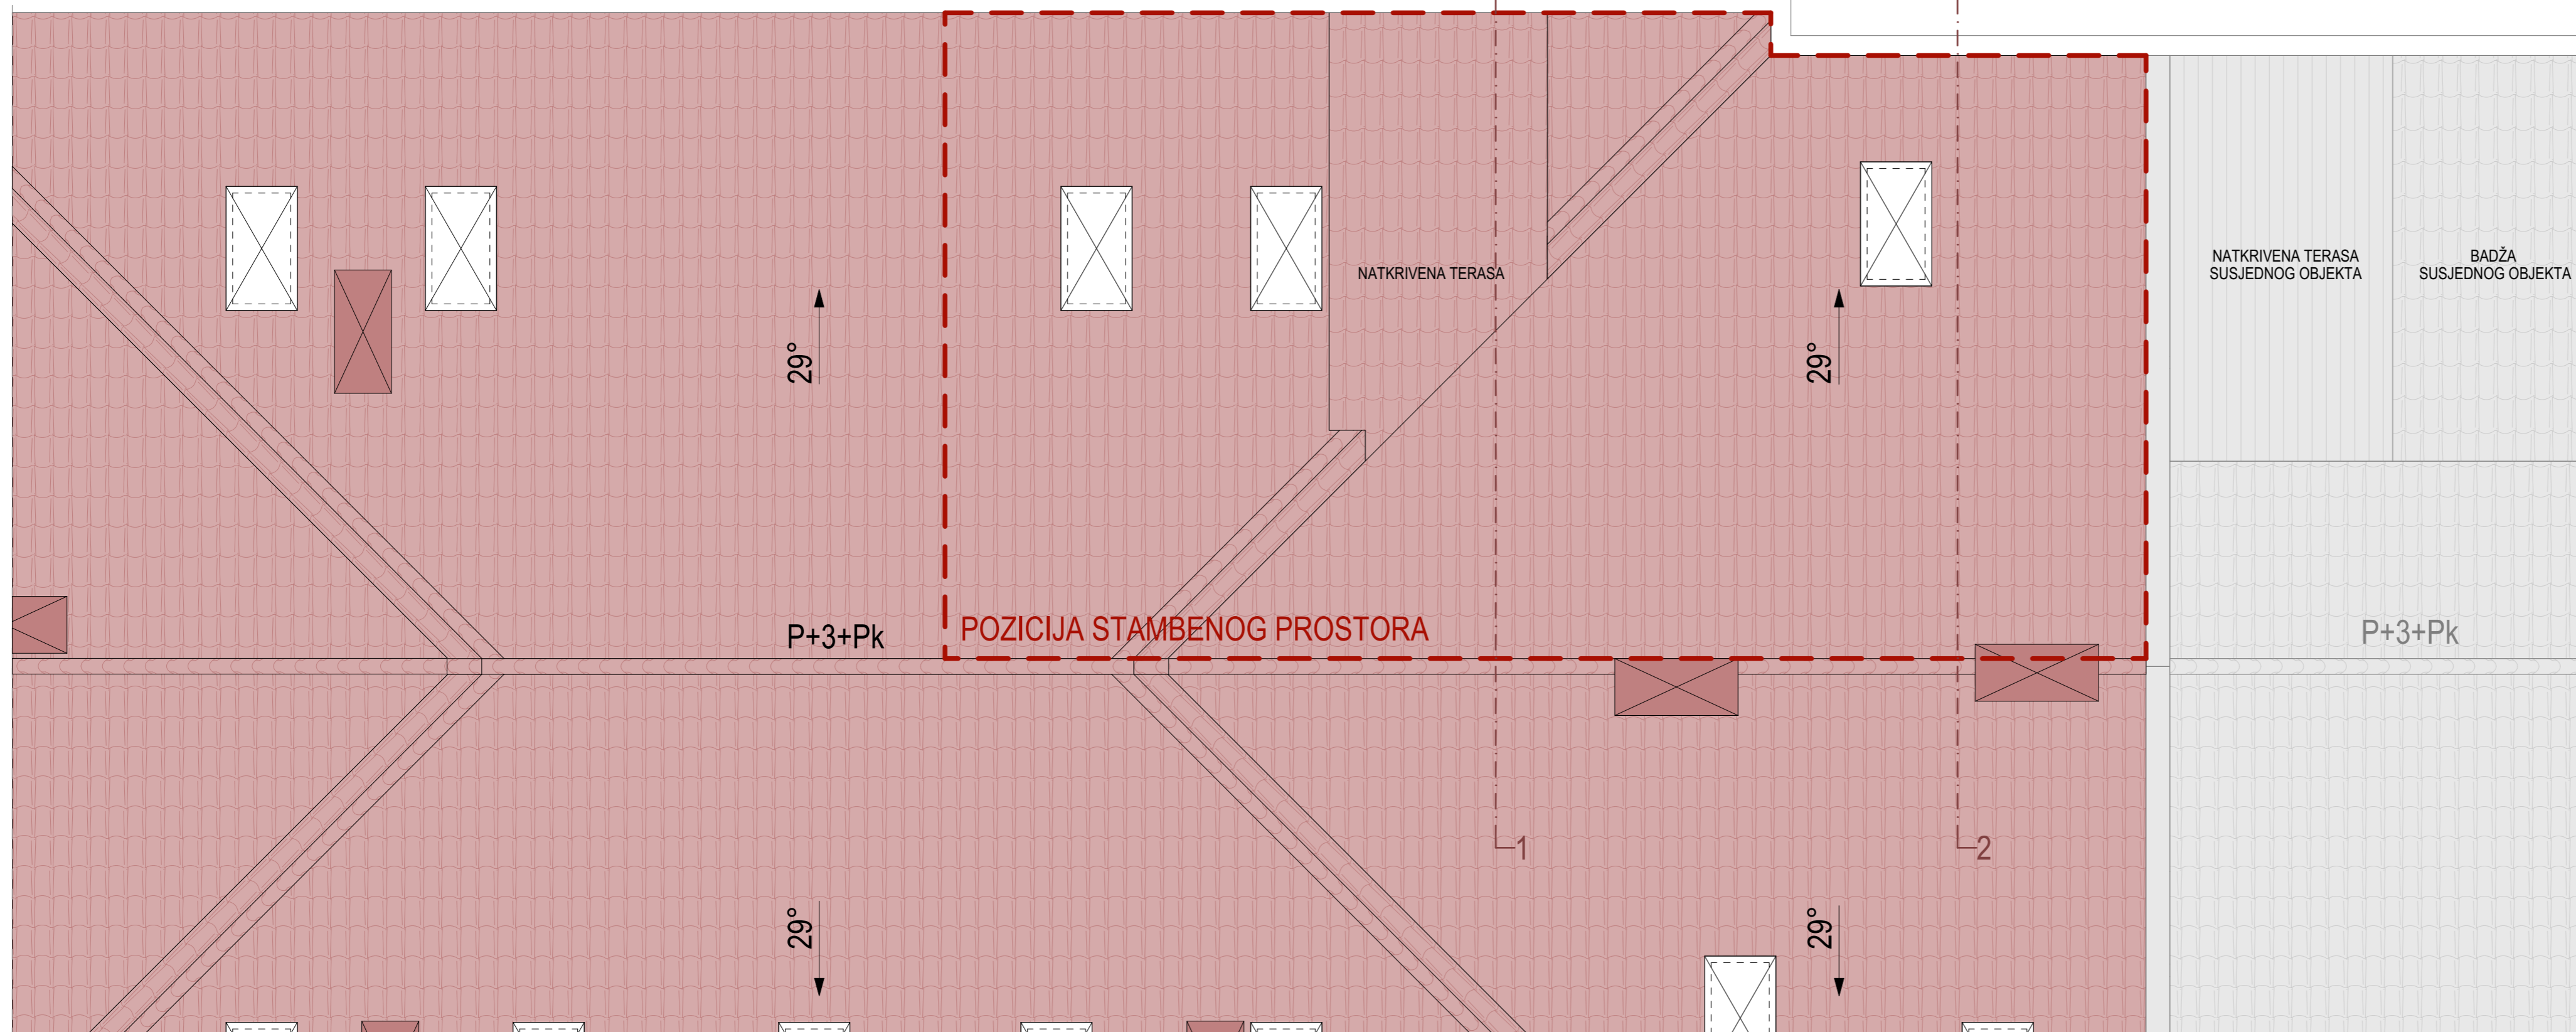 NATKRIVENA TERASA
SUSJEDNOG OBJEKTA
BADŽA
SUSJEDNOG OBJEKTA
NATKRIVENA TERASA
29°
29°
P+3+Pk
POZICIJA STAMBENOG PROSTORA
P+3+Pk
1
2
29°
29°